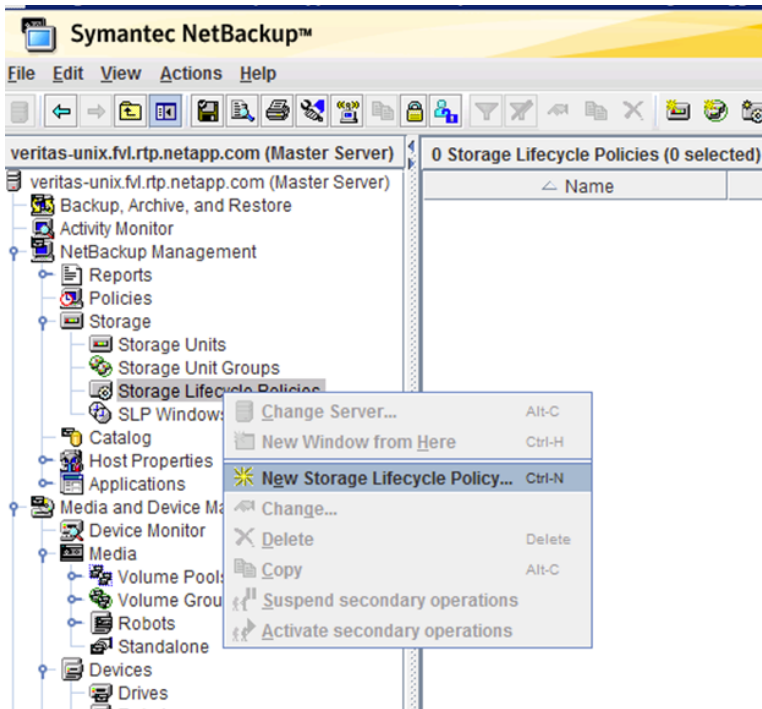 Symantec NetBackup™
File Edit View Actions Help
veritas-unix.fvl.rtp.netapp.com (Master Server)
0 Storage Lifecycle Policies (0 selected)
Name
veritas-unix.fvl.rtp.netapp.com (Master Server)
Backup, Archive, and Restore
Activity Monitor
NetBackup Management
Reports
Policies
Storage
Storage Units
Storage Unit Groups
Storage Lifecycle Policies
SLP Windows
Catalog
Host Properties
Applications
Media and Device Ma
Device Monitor
Media
Volume Pools
Volume Grou
Robots
Standalone
Devices
Drives
Change Server... Alt-C
New Window from Here Ctrl-H
New Storage Lifecycle Policy... Ctrl-N
Change...
Delete Delete
Copy Alt-C
Suspend secondary operations
Activate secondary operations